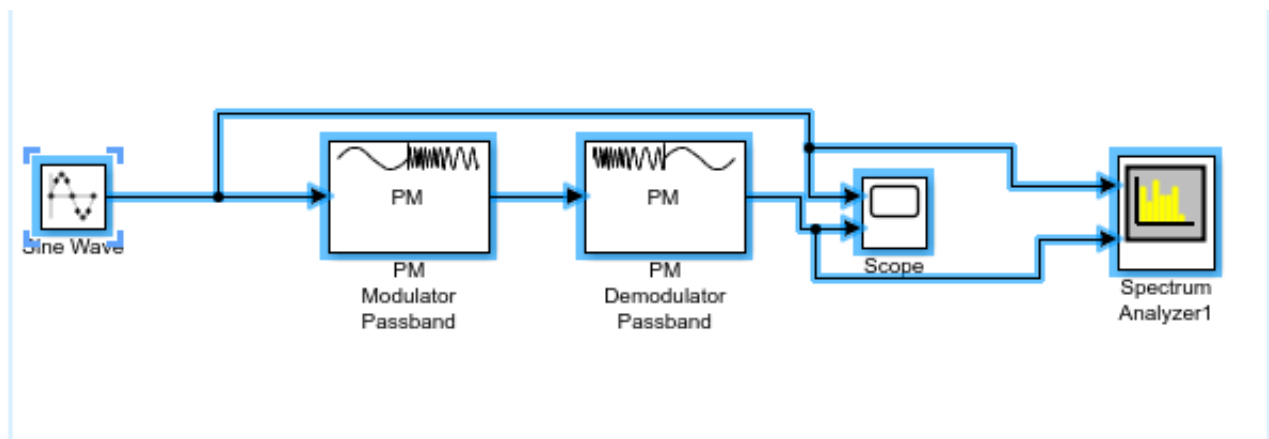 Sine Wave
PM
PM
Modulator
Passband
PM
PM
Demodulator
Passband
Scope
Spectrum
Analyzer1